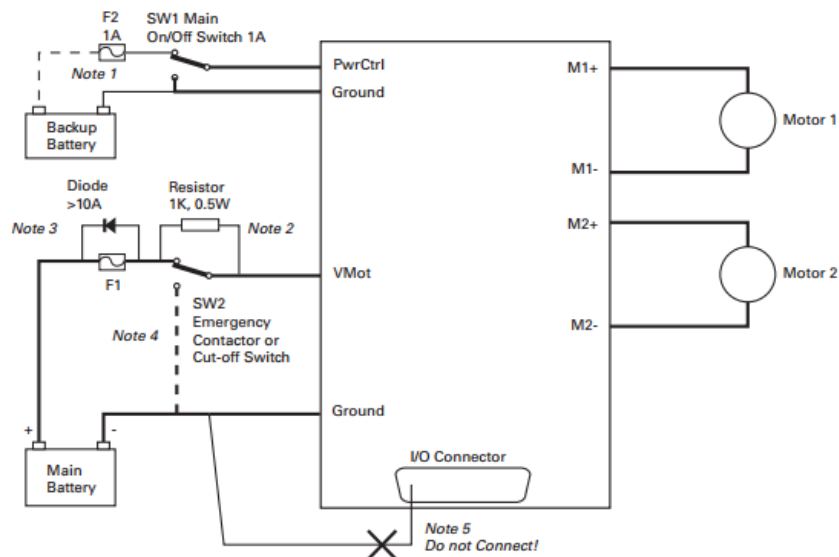 F2
1A
SW1 Main
On/Off Switch 1A
Note 1
PwrCtrl
Ground
Backup
Battery
M1+
M1-
Motor 1
M2+
M2-
Motor 2
Diode
>10A
Resistor
1K, 0.5W
Note 3
Note 2
F1
VMot
SW2
Emergency
Contactor or
Cut-off Switch
Note 4
Ground
+
-
Main
Battery
I/O Connector
Note 5
Do not Connect!